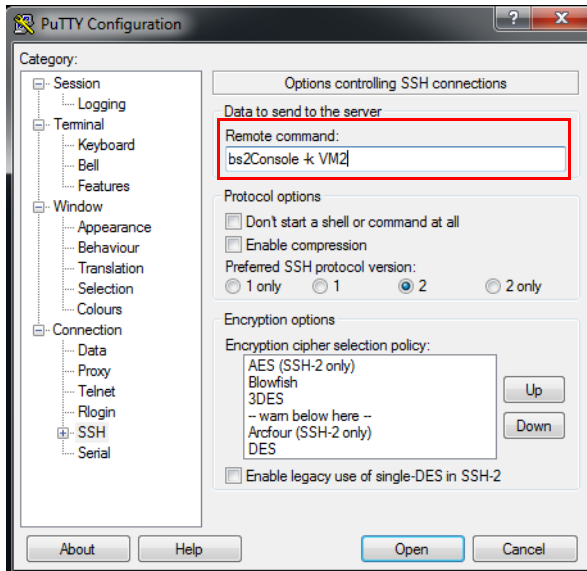 PuTTY Configuration
?
X
Category:
Session
Logging
Terminal
Keyboard
Bell
Features
Window
Appearance
Behaviour
Translation
Selection
Colours
Connection
Data
Proxy
Telnet
Rlogin
SSH
Serial
Options controlling SSH connections
Data to send to the server
Remote command:
bs2Console -k VM2
Protocol options
Don't start a shell or command at all
Enable compression
Preferred SSH protocol version:
1 only 1 2 2 only
Encryption options
Encryption cipher selection policy:
AES (SSH-2 only)
Blowfish
3DES
-- warn below here --
Arcfour (SSH-2 only)
DES
Up
Down
Enable legacy use of single-DES in SSH-2
About Help Open Cancel